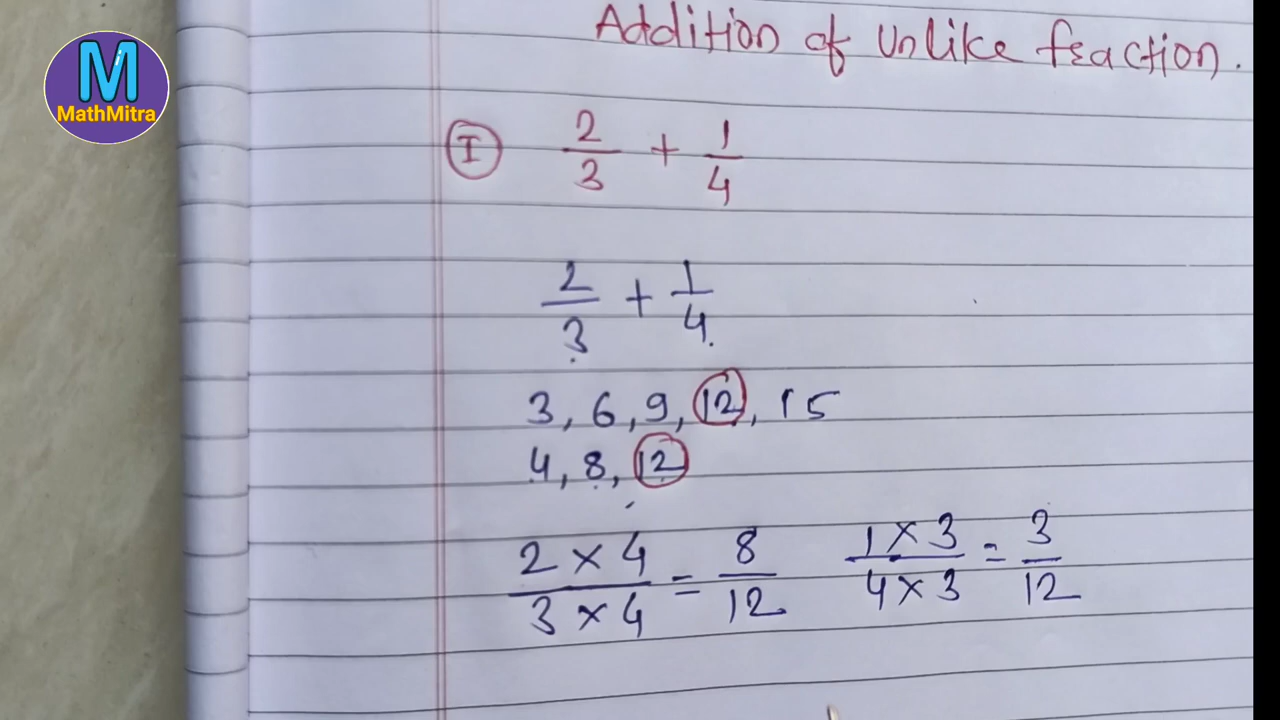 M
MathMitra
Addition of Unlike fraction.
I 2/3 + 1/4
2/3 + 1/4
3, 6, 9, 12, 15
4, 8, 12
2 × 4 / 3 × 4 = 8/12 1 × 3 / 4 × 3 = 3/12